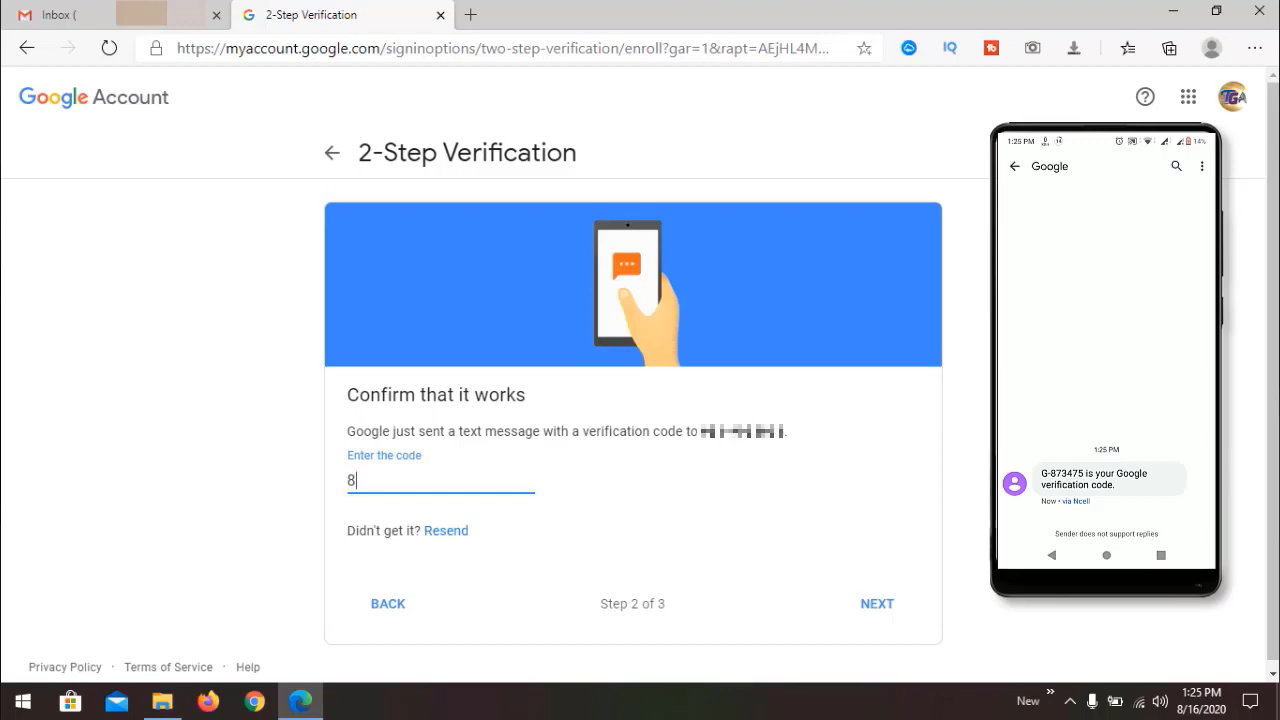 Inbox (
2-Step Verification
https://myaccount.google.com/signinoptions/two-step-verification/enroll?gar=1&rapt=AEjHL4M...
IQ
Google Account
TGA
2-Step Verification
Confirm that it works
Google just sent a text message with a verification code to
Enter the code
8
Didn't get it? Resend
BACK
Step 2 of 3
NEXT
1:25 PM
14%
Google
1:25 PM
G-873475 is your Google
verification code.
Now • via Ncell
Sender does not support replies
Privacy Policy · Terms of Service · Help
New
1:25 PM
8/16/2020